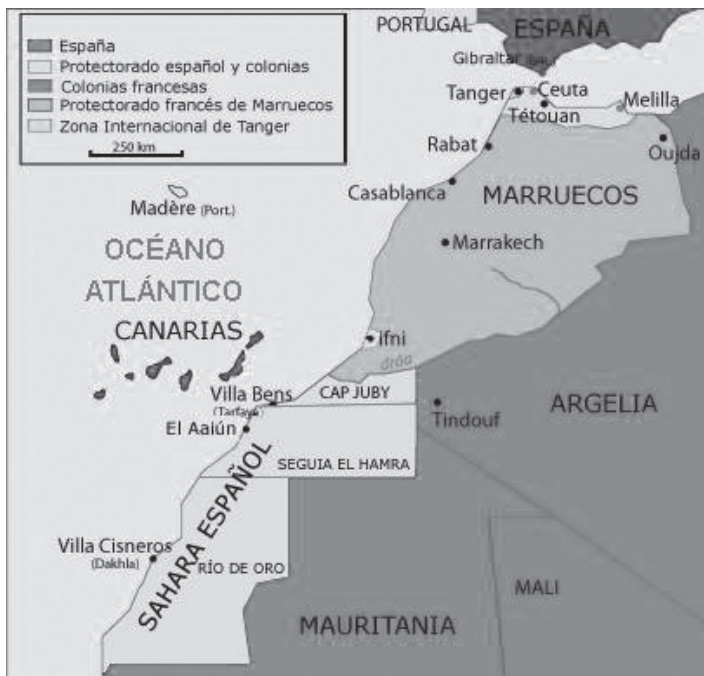 España
Protectorado español y colonias
Colonias francesas
Protectorado francés de Marruecos
Zona Internacional de Tanger
250 km
PORTUGAL
ESPAÑA
Gibraltar
Tanger
Ceuta
Tétouan
Melilla
Rabat
Oujda
Casablanca
MARRUECOS
Madère (Port.)
Marrakech
OCÉANO
ATLÁNTICO
CANARIAS
ifni
drâa
Villa Bens
(Tarfaya)
CAP JUBY
Tindouf
ARGELIA
El Aaiún
SEGUIA EL HAMRA
SAHARA ESPAÑOL
Villa Cisneros
(Dakhla)
RÍO DE ORO
MALI
MAURITANIA